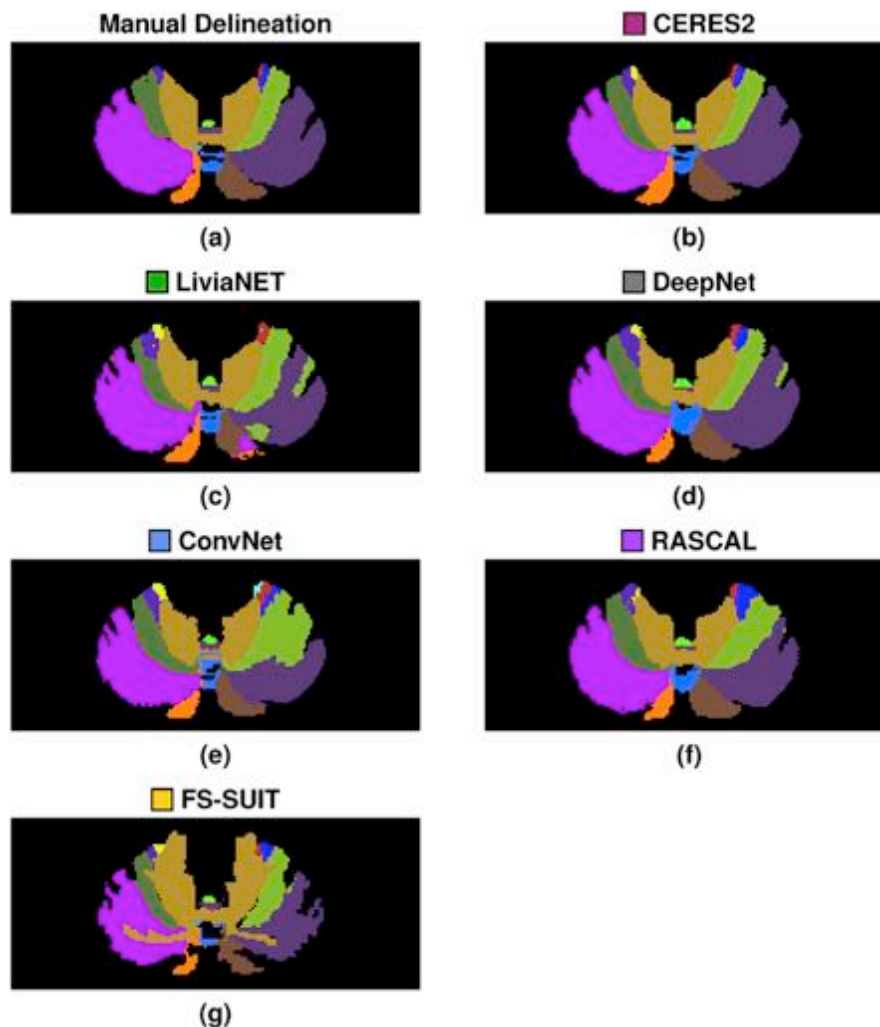 Manual Delineation
CERES2
(a)
(b)
LiviaNET
DeepNet
(c)
(d)
ConvNet
RASCAL
(e)
(f)
FS-SUIT
(g)